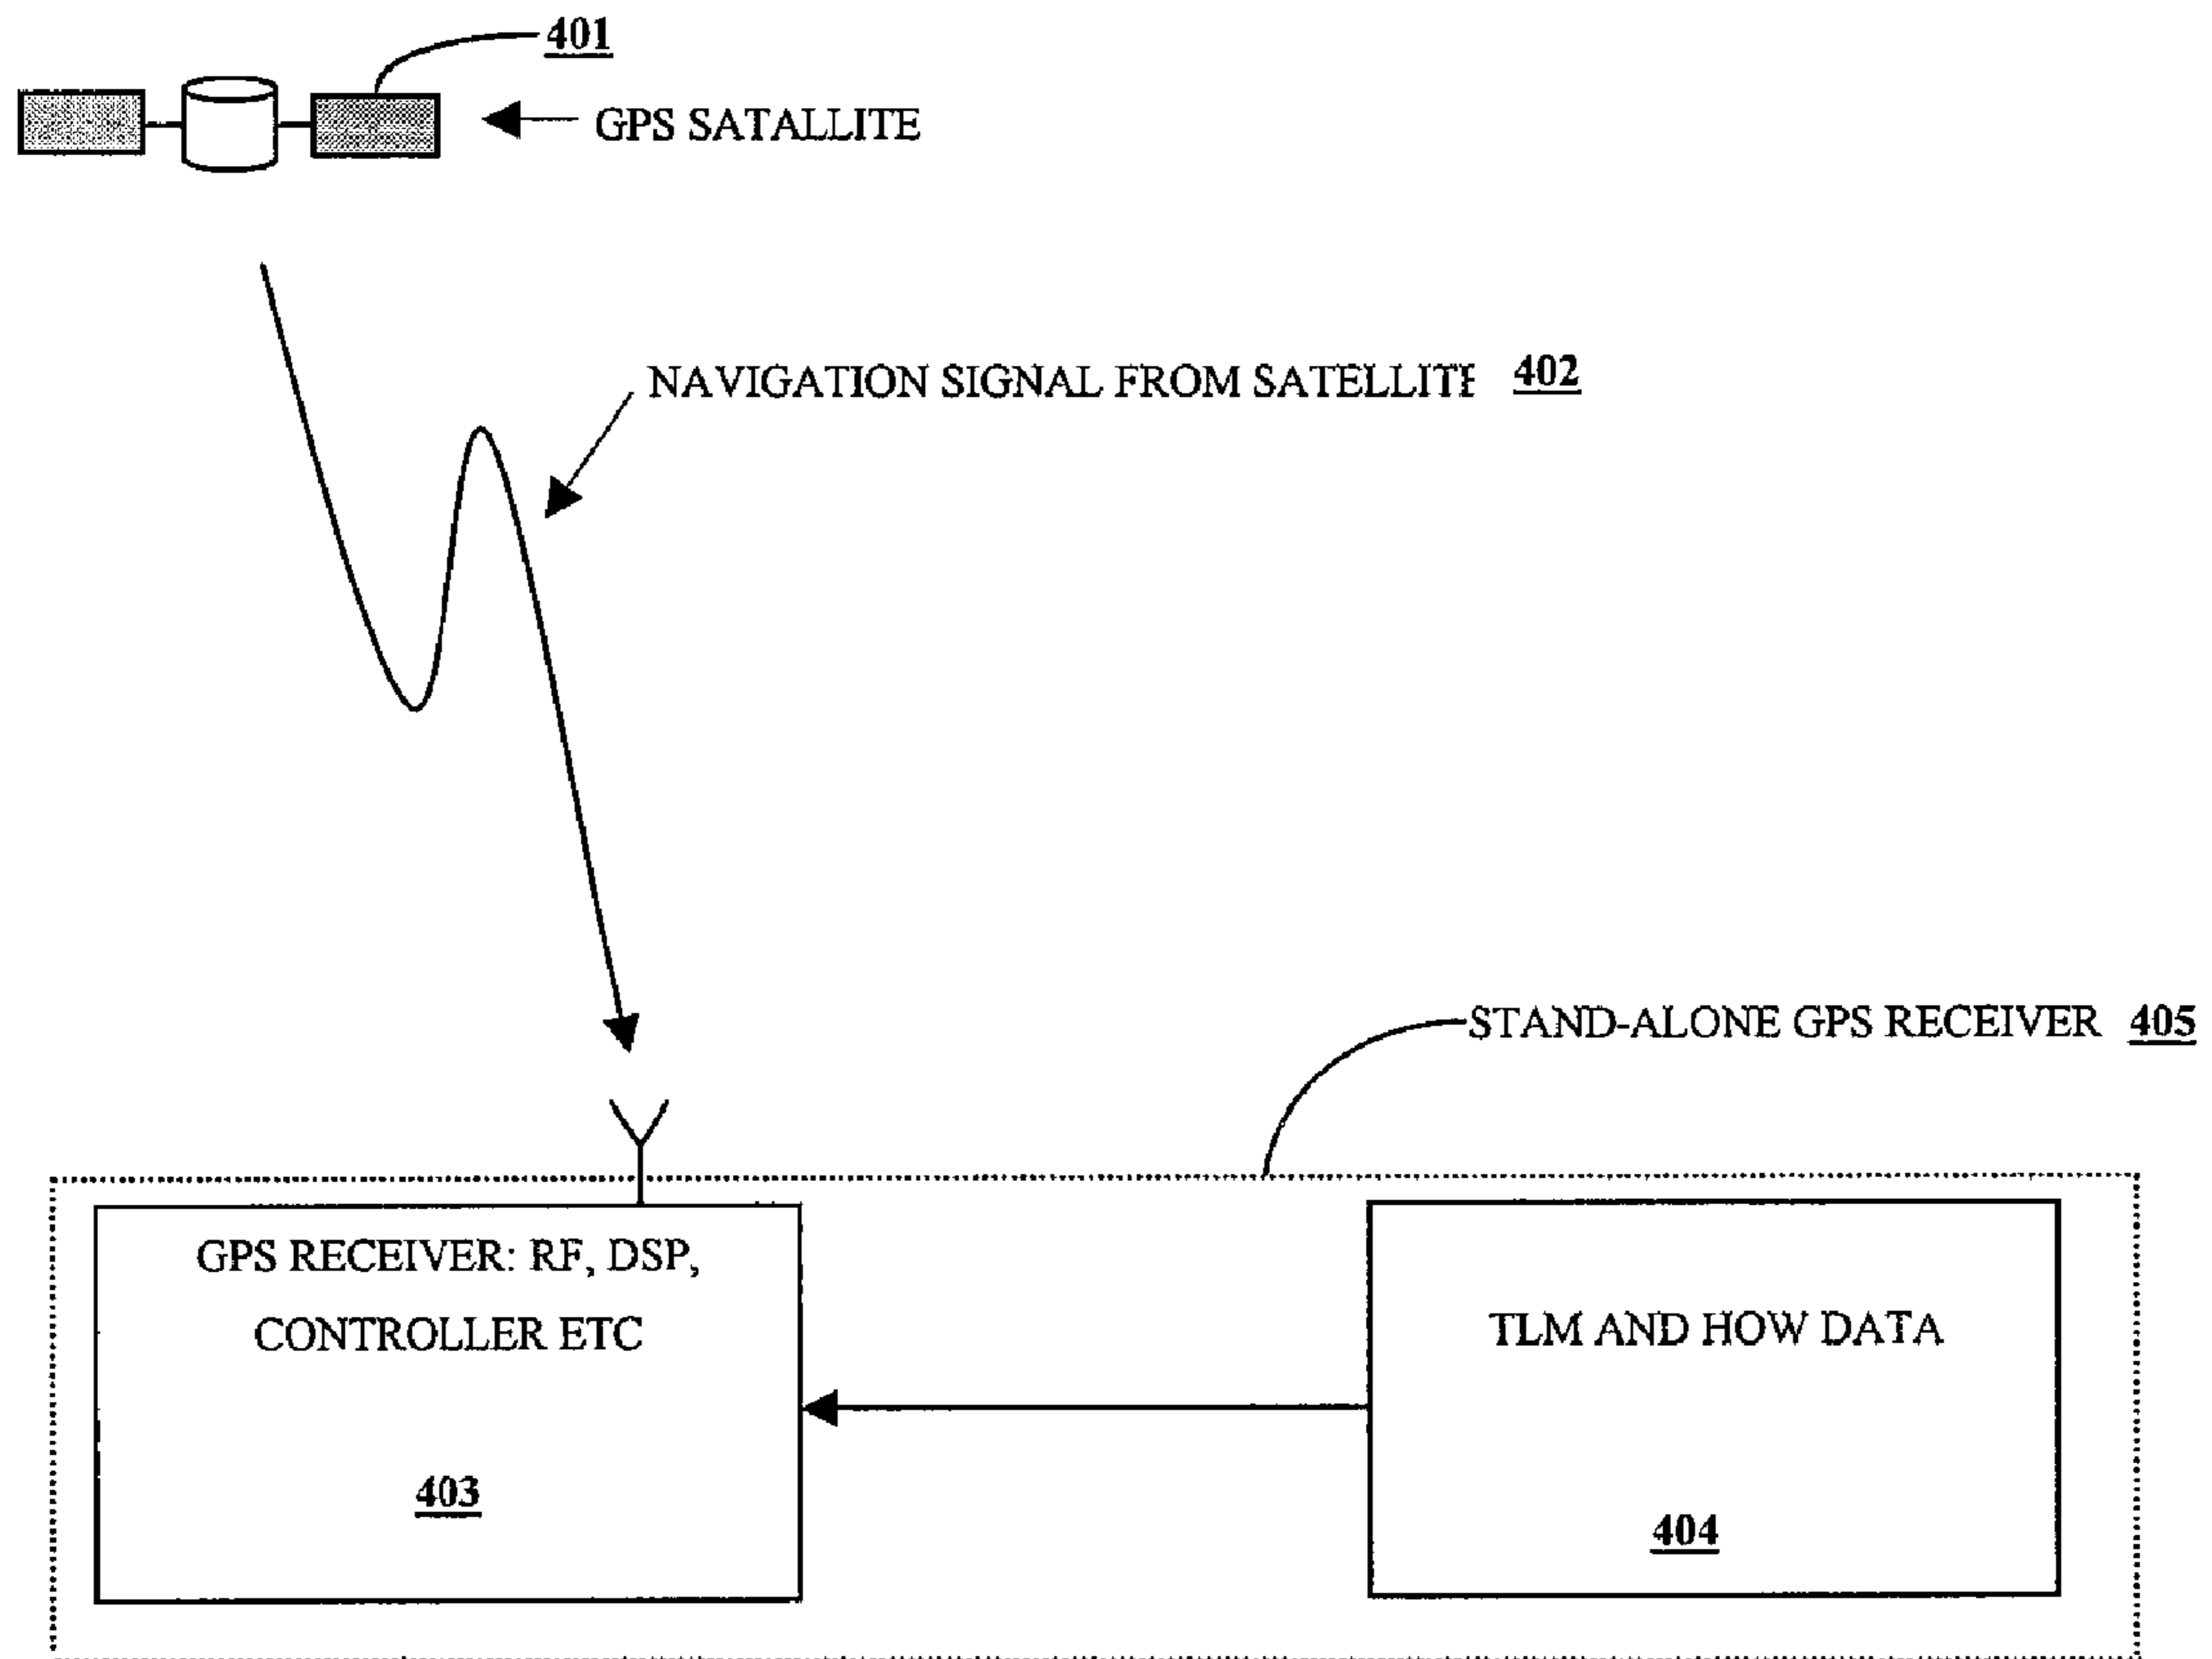 401
GPS SATALLITE
NAVIGATION SIGNAL FROM SATELLITE 402
STAND-ALONE GPS RECEIVER 405
GPS RECEIVER: RF, DSP,
CONTROLLER ETC
403
TLM AND HOW DATA
404